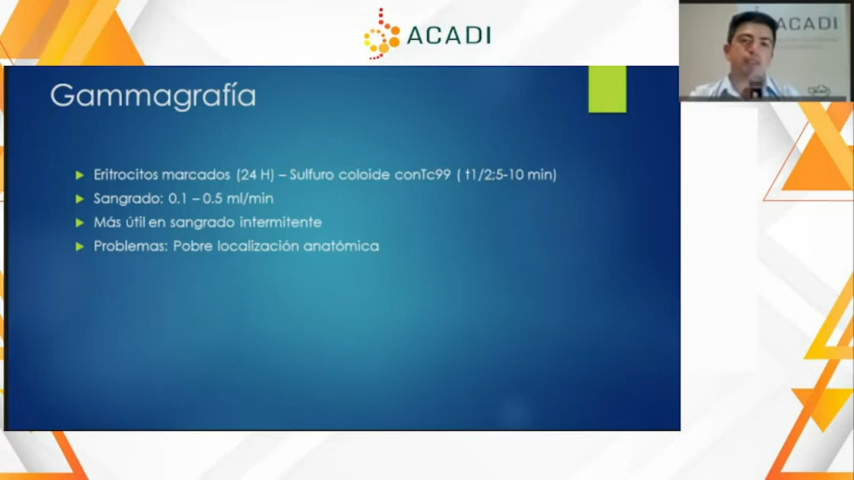 ACADI
ACADI
Gammagrafía
Eritrocitos marcados (24 H) – Sulfuro coloide conTc99 ( t1/2;5-10 min)
Sangrado: 0.1 – 0.5 ml/min
Más útil en sangrado intermitente
Problemas: Pobre localización anatómica